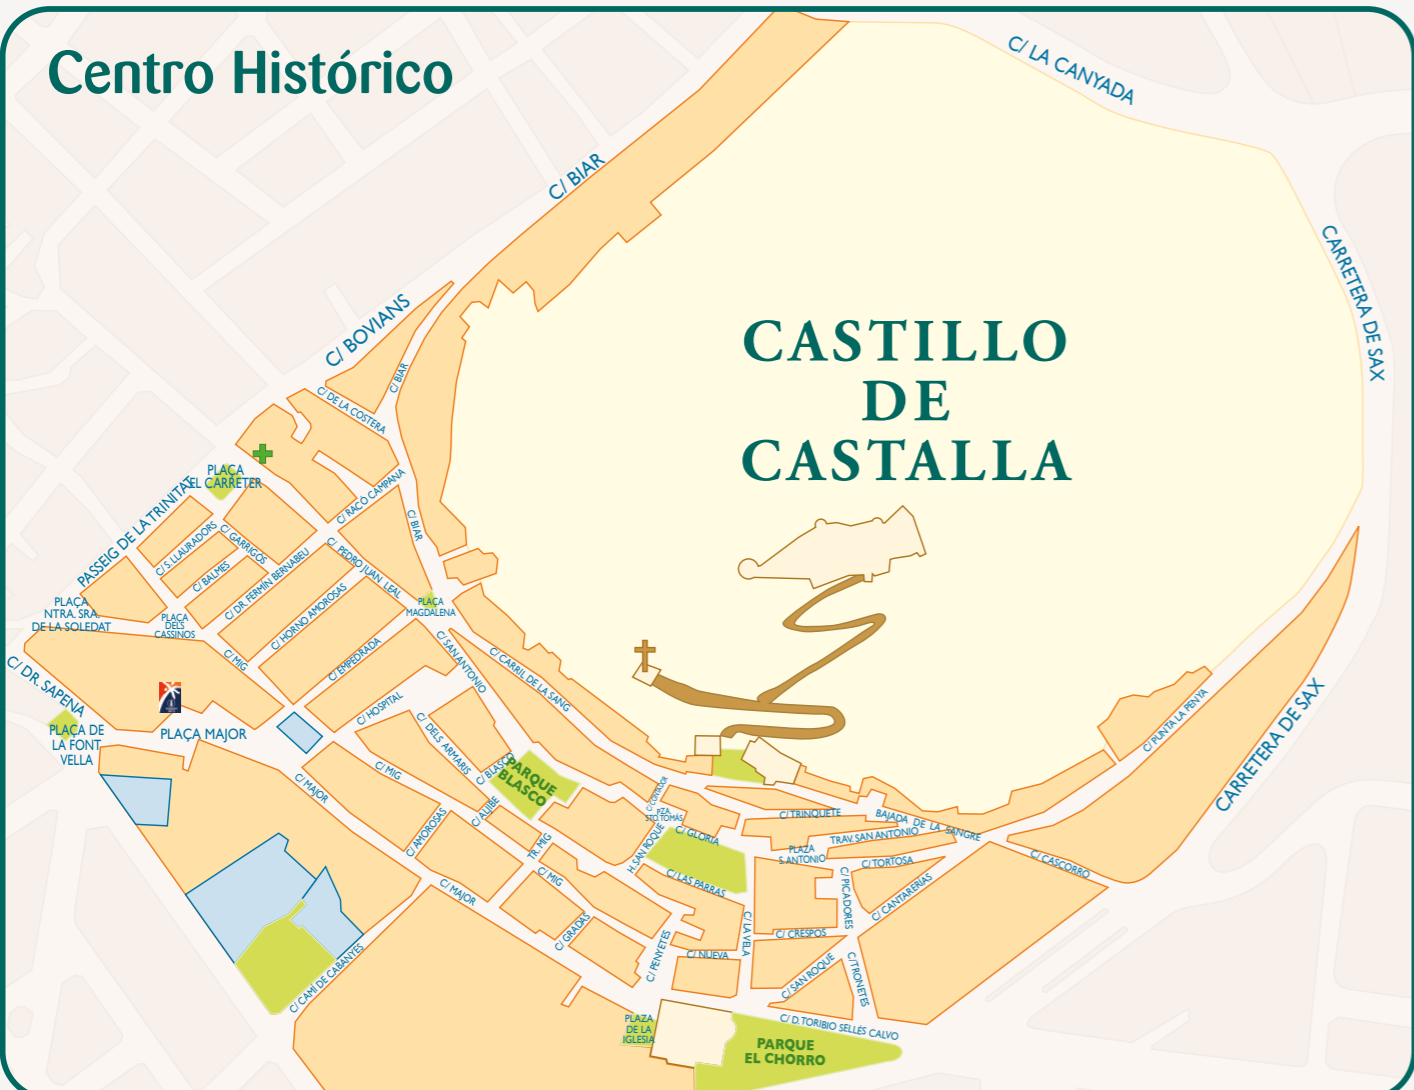 Centro Histórico
C/ LA CANYADA
C/ BIAR
CARRETERA DE SAX
C/ BOVIANS
CASTILLO
DE
CASTALLA
C/ BIAR
C/ DE LA COSTERA
PLAÇA
EL CARRETER
C/ RACÓ CAMPANA
C/ BIAR
PASSEIG DE LA TRINITAT
C/ S. LLAURADORS
C/ GARRIGOS
C/ BALMES
C/ DR. FERMÍN BERNABEU
C/ PEDRO JUAN LEAL
C/ HORNO AMOROSAS
PLAÇA
MAGDALENA
PLAÇA
NTRA. SRA.
DE LA SOLEDAT
PLAÇA
DELS
CASSINOS
C/ MIG
C/ EMPEDRADA
C/ SAN ANTONIO
C/ CARRIL DE LA SANG
C/ DR. SAPENA
C/ HOSPITAL
PLAÇA DE
LA FONT
VELLA
PLAÇA MAJOR
C/ DELS ARMARIS
C/ BLASCO
PARQUE
BLASCO
C/ MIG
C/ MAJOR
C/ ALJIBE
C/ AMOROSAS
TR. MIG
C/ CONTADOR
PZA.
STO. TOMÁS
H. SAN ROQUE
C/ GLORIA
C/ LAS PARRAS
C/ PUNTA LA PENYA
CARRETERA DE SAX
C/ TRINQUETE
BAJADA DE LA SANGRE
TRAV. SAN ANTONIO
PLAZA
S. ANTONIO
C/ TORTOSA
C/ CASCORRO
C/ PICADORES
C/ CANTARERIAS
C/ MIG
C/ MAJOR
C/ GRADAS
C/ PENYETES
C/ LA VILA
C/ NUEVA
C/ CRESPOS
C/ SAN ROQUE
C/ TRONETES
C/ CAMÍ DE CABANYES
PLAZA
DE LA
IGLESIA
C/ D. TORIBIO SELLÉS CALVO
PARQUE
EL CHORRO